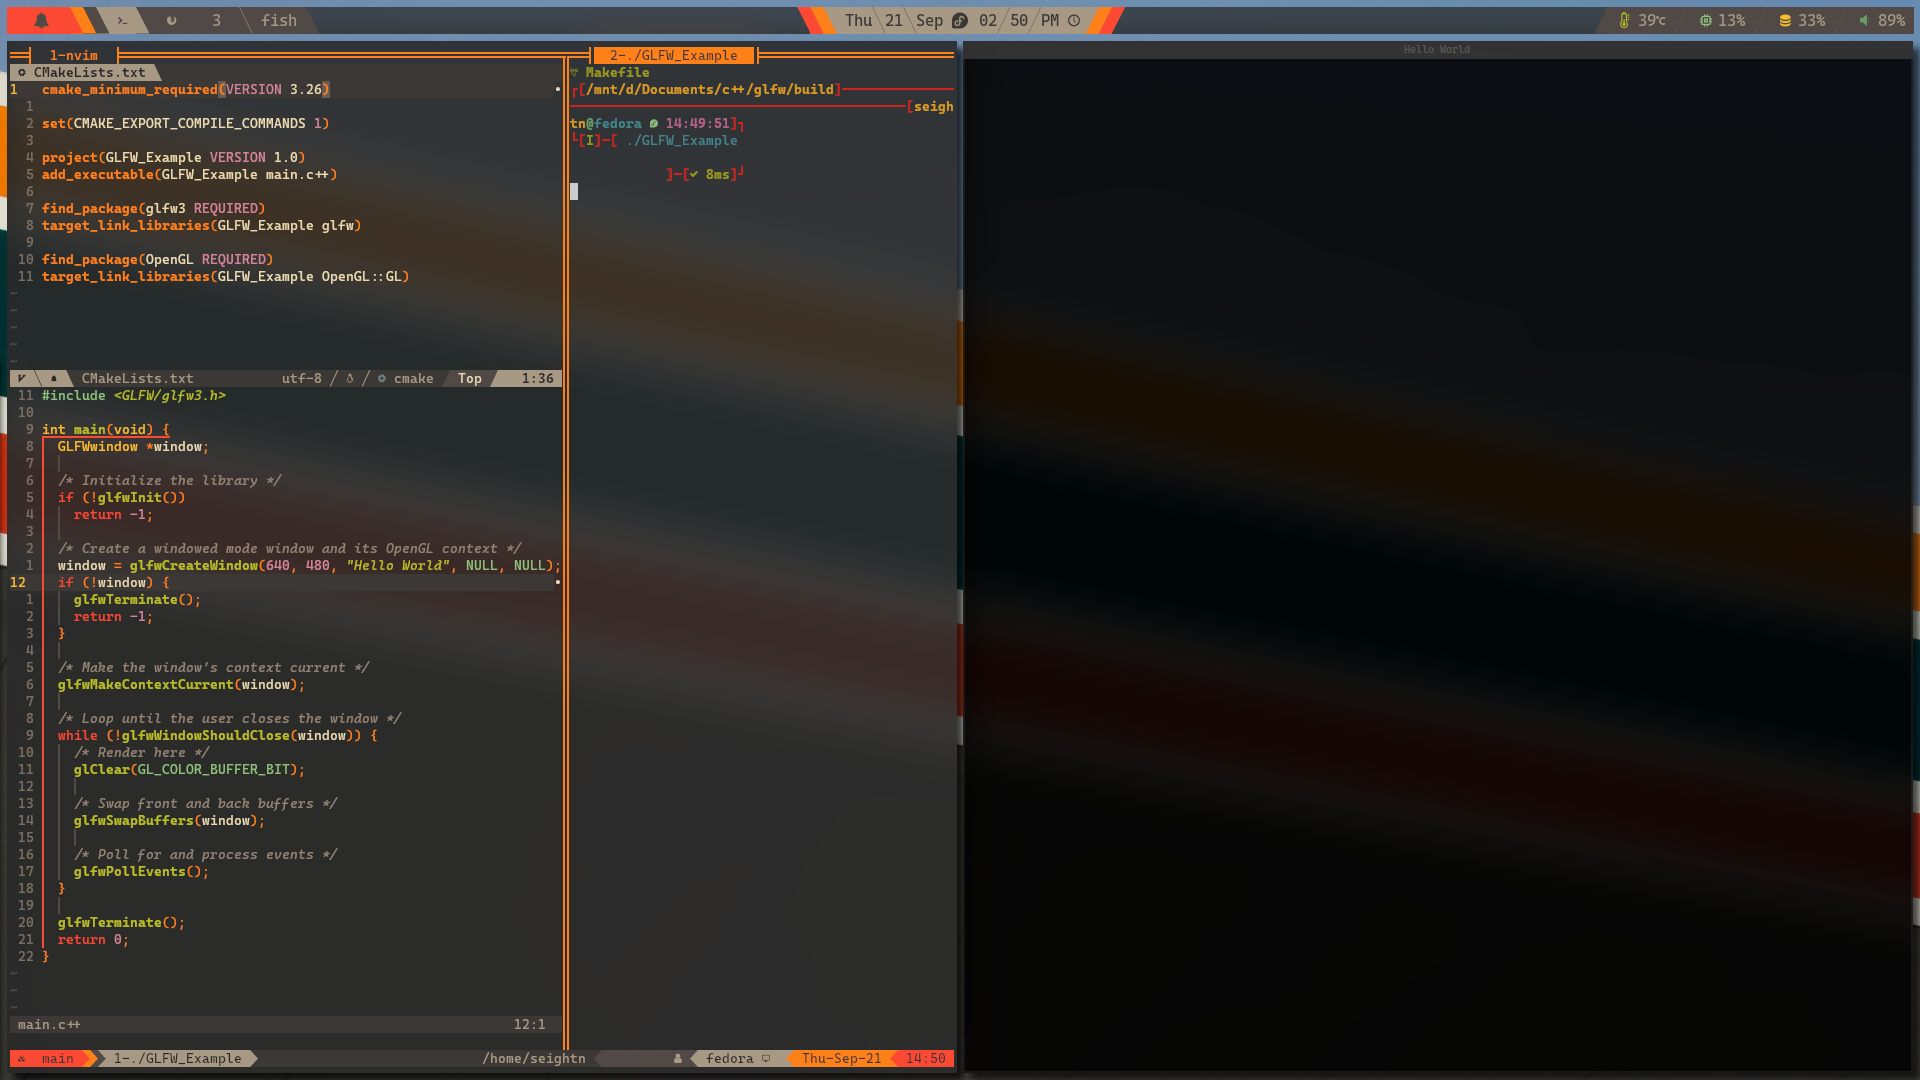 3 fish
Thu 21 Sep 02 50 PM
39℃ 13% 33% 89%
1-nvim
2-./GLFW_Example
CMakeLists.txt
1 cmake_minimum_required(VERSION 3.26)
1
2 set(CMAKE_EXPORT_COMPILE_COMMANDS 1)
3
4 project(GLFW_Example VERSION 1.0)
5 add_executable(GLFW_Example main.c++)
6
7 find_package(glfw3 REQUIRED)
8 target_link_libraries(GLFW_Example glfw)
9
10 find_package(OpenGL REQUIRED)
11 target_link_libraries(GLFW_Example OpenGL::GL)
~
~
~
~
~
CMakeLists.txt utf-8 / / cmake Top 1:36
11 #include <GLFW/glfw3.h>
10
9 int main(void) {
8 GLFWwindow *window;
7
6 /* Initialize the library */
5 if (!glfwInit())
4 return -1;
3
2 /* Create a windowed mode window and its OpenGL context */
1 window = glfwCreateWindow(640, 480, "Hello World", NULL, NULL);
12 if (!window) {
1 glfwTerminate();
2 return -1;
3 }
4
5 /* Make the window's context current */
6 glfwMakeContextCurrent(window);
7
8 /* Loop until the user closes the window */
9 while (!glfwWindowShouldClose(window)) {
10 /* Render here */
11 glClear(GL_COLOR_BUFFER_BIT);
12
13 /* Swap front and back buffers */
14 glfwSwapBuffers(window);
15
16 /* Poll for and process events */
17 glfwPollEvents();
18 }
19
20 glfwTerminate();
21 return 0;
22 }
~
~
~
main.c++ 12:1
Makefile
[/mnt/d/Documents/c++/glfw/build]
[seigh
tn@fedora 14:49:51]
[I]-[ ./GLFW_Example
]-[✔ 8ms]
main 1-./GLFW_Example /home/seightn fedora Thu-Sep-21 14:50
Hello World